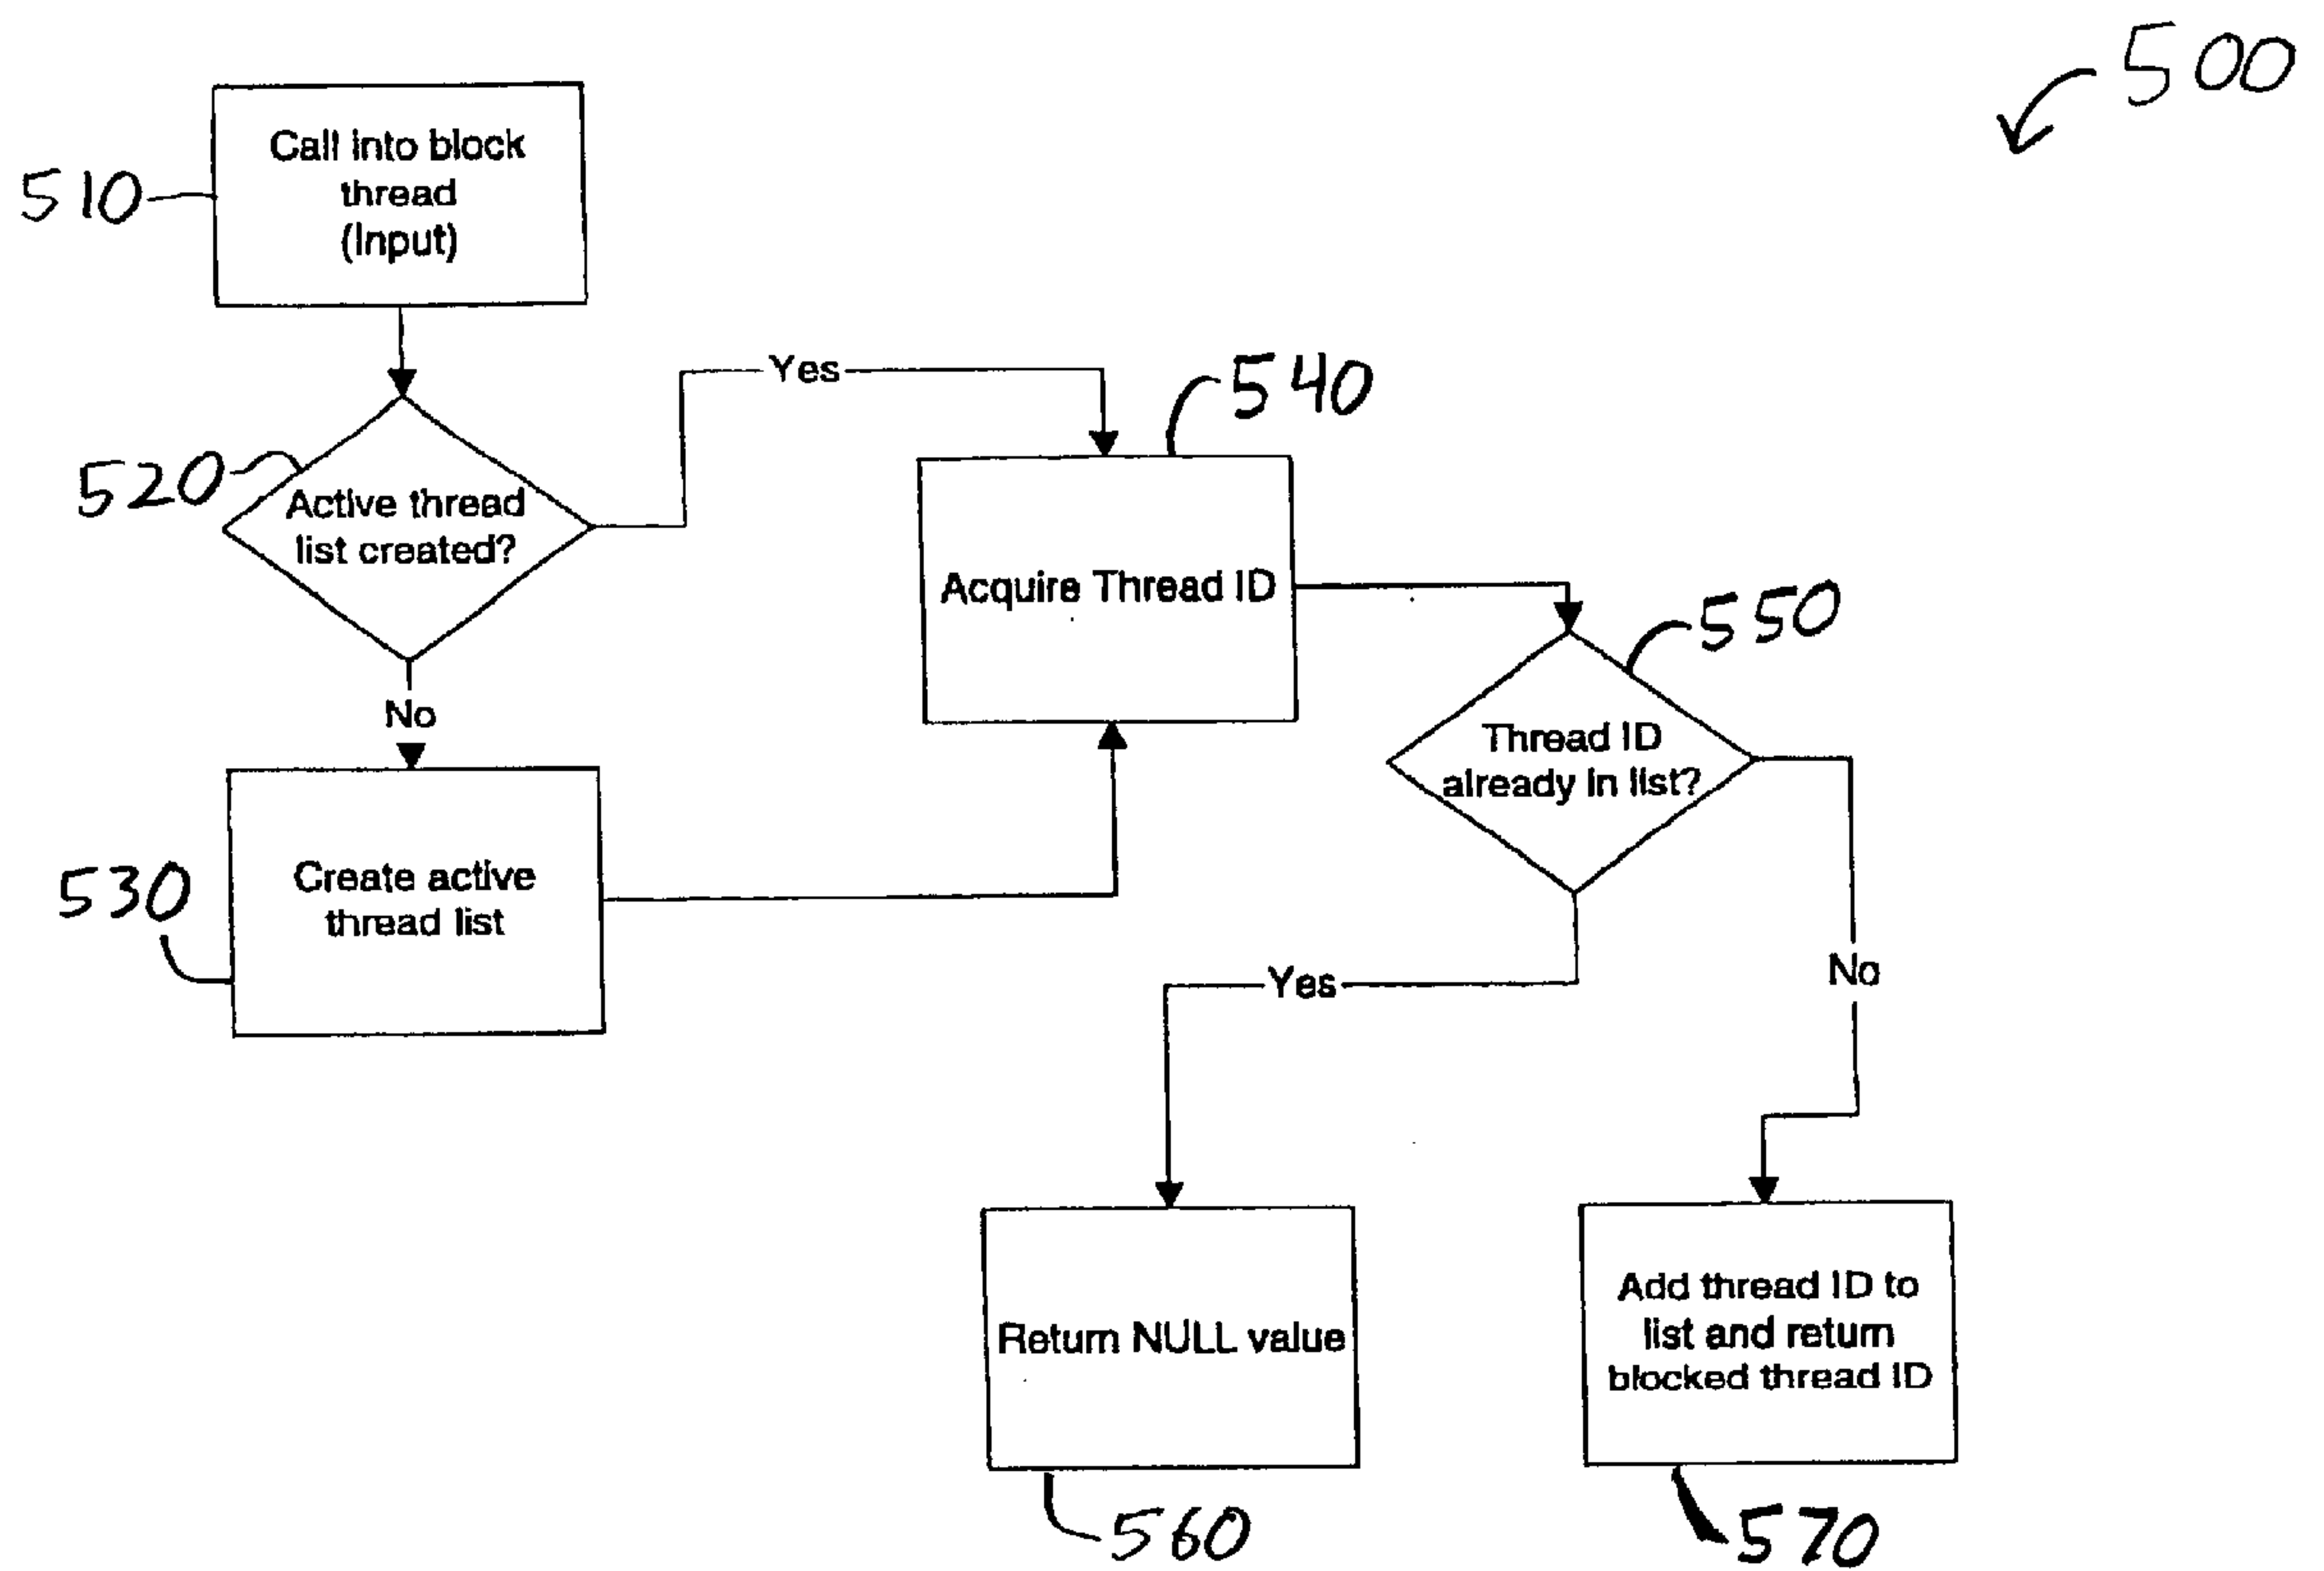 500
Call into block
thread
(Input)
510
Yes
540
520
Active thread
list created?
Acquire Thread ID
550
No
Thread ID
already in list?
530
Create active
thread list
Yes
No
Return NULL value
Add thread ID to
list and return
blocked thread ID
560
570